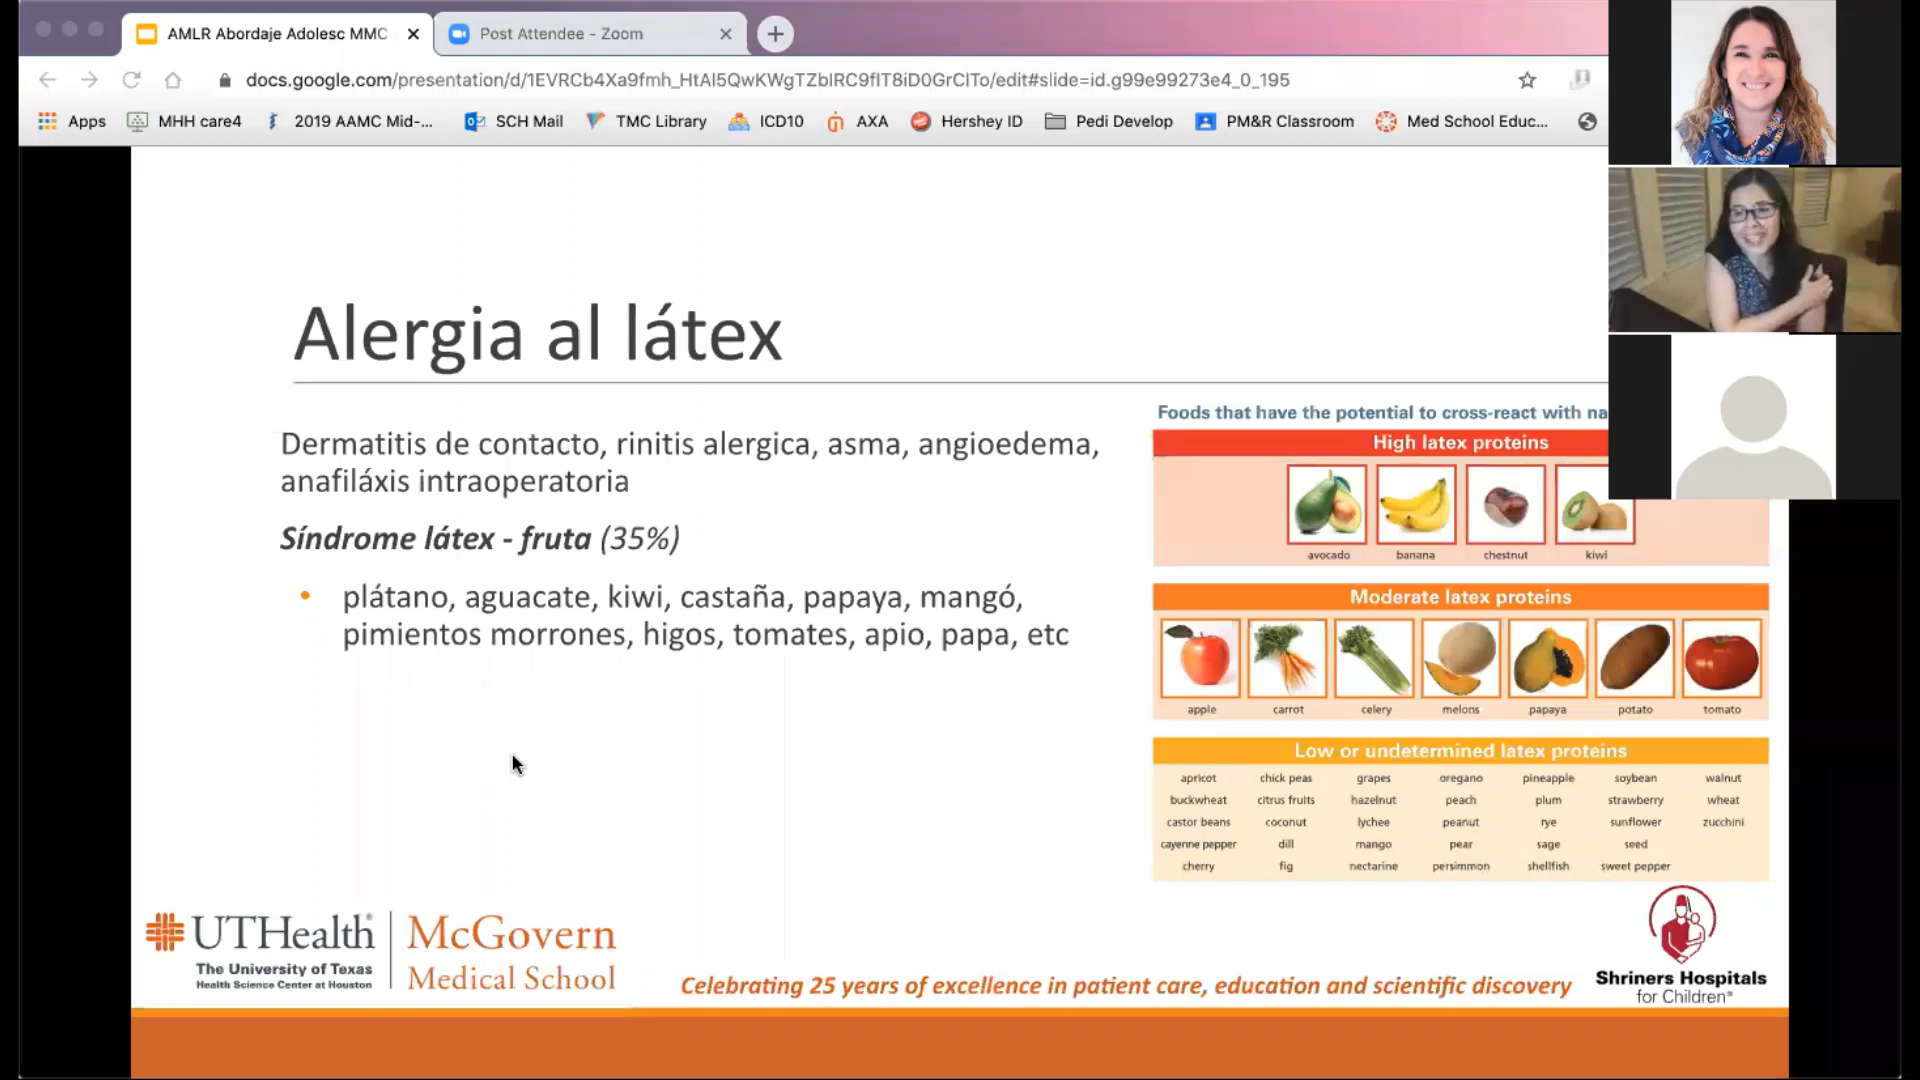 AMLR Abordaje Adolesc MMC
Post Attendee - Zoom
docs.google.com/presentation/d/1EVRCb4Xa9fmh_HtAl5QwKWgTZblRC9flT8iD0GrClTo/edit#slide=id.g99e99273e4_0_195
Apps MHH care4 2019 AAMC Mid-... SCH Mail TMC Library ICD10 AXA Hershey ID Pedi Develop PM&R Classroom Med School Educ...
Alergia al látex
Dermatitis de contacto, rinitis alergica, asma, angioedema,
anafiláxis intraoperatoria
Síndrome látex - fruta (35%)
• plátano, aguacate, kiwi, castaña, papaya, mangó,
pimientos morrones, higos, tomates, apio, papa, etc
Foods that have the potential to cross-react with na
High latex proteins
avocado banana chestnut kiwi
Moderate latex proteins
apple carrot celery melons papaya potato tomato
Low or undetermined latex proteins
apricot chick peas grapes oregano pineapple soybean walnut
buckwheat citrus fruits hazelnut peach plum strawberry wheat
castor beans coconut lychee peanut rye sunflower zucchini
cayenne pepper dill mango pear sage seed
cherry fig nectarine persimmon shellfish sweet pepper
UTHealth
The University of Texas
Health Science Center at Houston
McGovern
Medical School
Celebrating 25 years of excellence in patient care, education and scientific discovery
Shriners Hospitals
for Children®